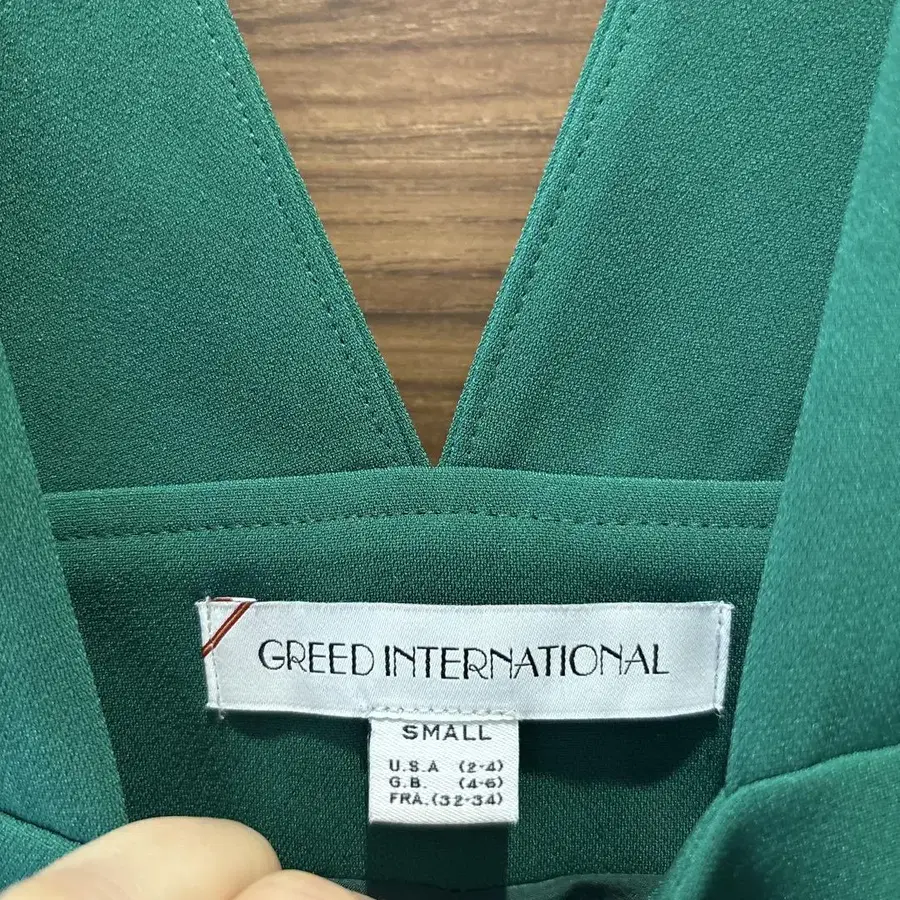 GREED INTERNATIONAL
SMALL
U.S.A (2-4)
G.B. (4-6)
FRA. (32-34)